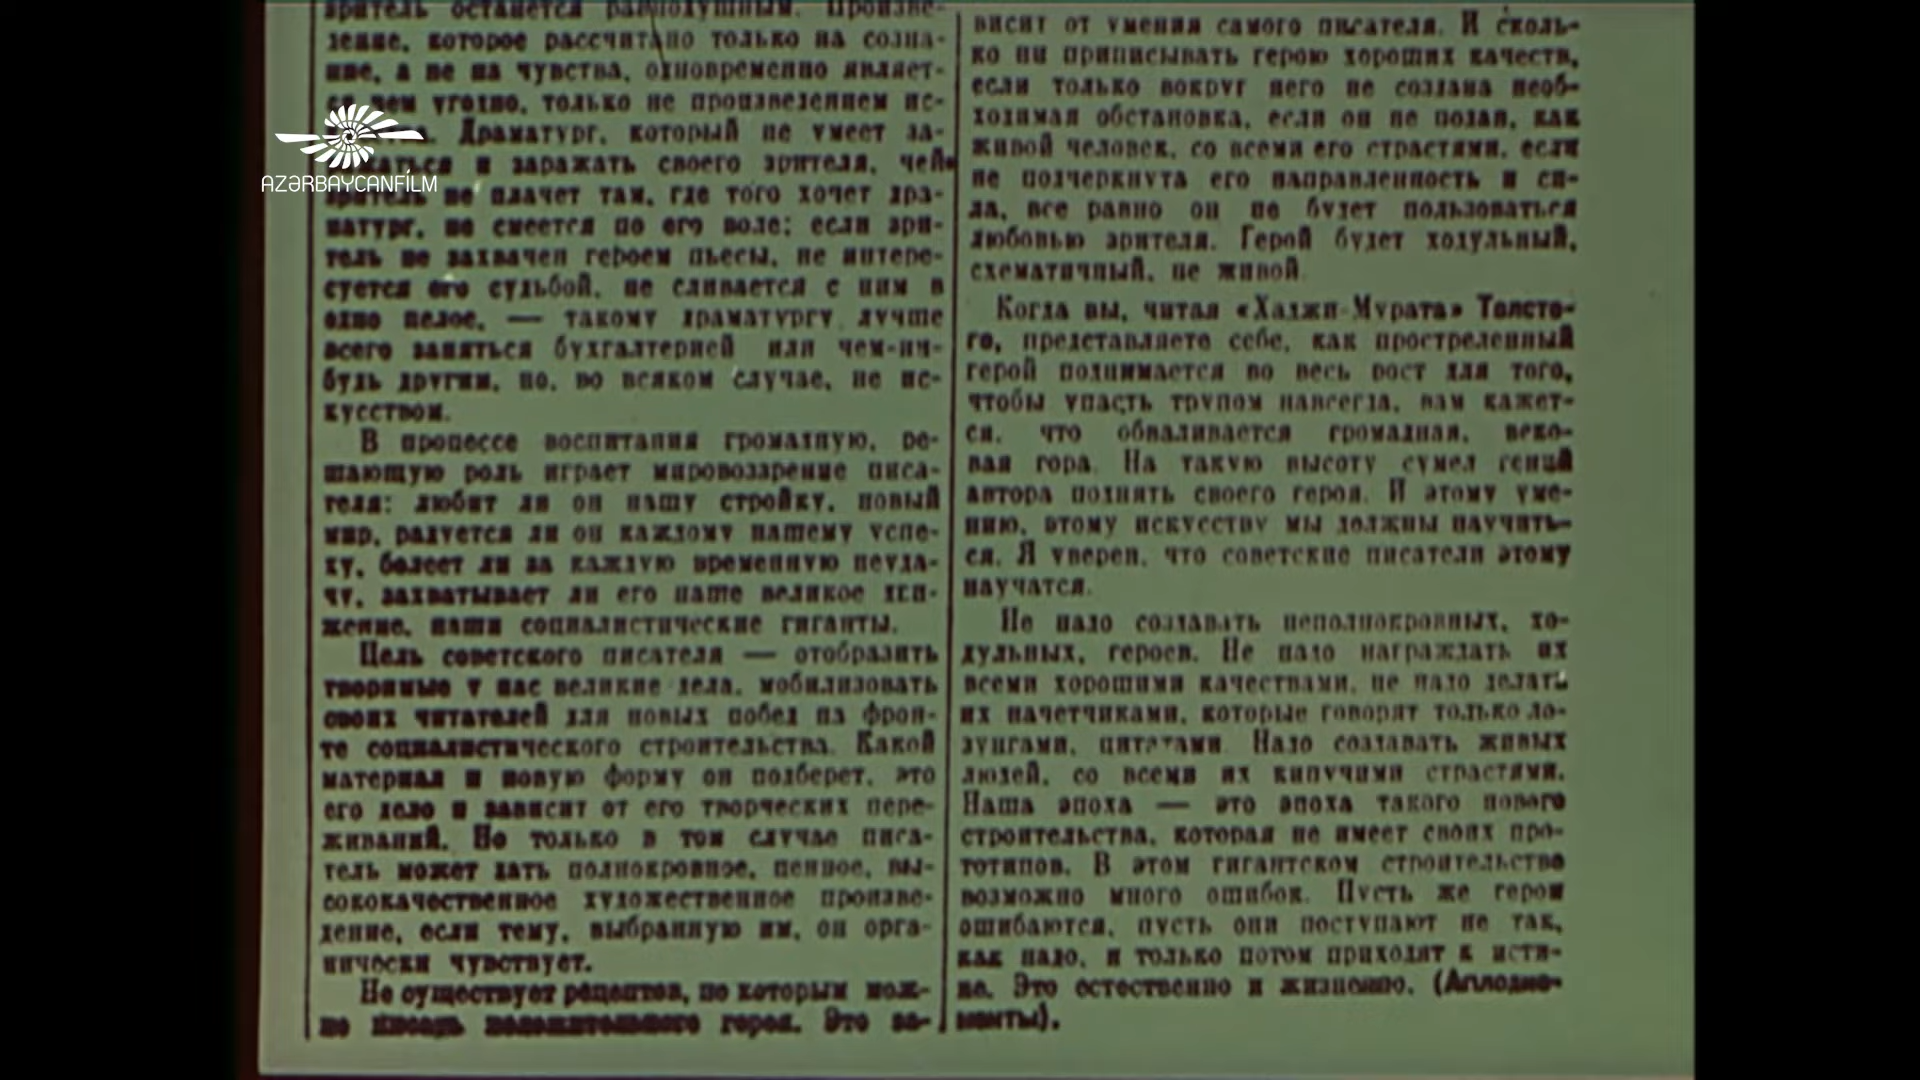 зритель останется равнодушным. Произве-
дение, которое рассчитано только на созна-
ние, а не на чувства, одновременно являет-
ся чем угодно, только не произведением ис-
Драматург, который не умеет за-
и заражать своего зрителя, чей
зритель не плачет там, где того хочет дра-
матург, не смеется по его воле; если зри-
тель не захвачен героем пьесы, не интере-
суется его судьбой, не сливается с ним в
одно целое, — такому драматургу лучше
всего заняться бухгалтерией или чем-ни-
будь другим, но, во всяком случае, не ис-
кусством.
В процессе воспитания громадную, ре-
шающую роль играет мировоззрение писа-
теля: любит ли он нашу стройку, новый
мир, радуется ли он каждому нашему успе-
ху, болеет ли за каждую временную неуда-
чу, захватывает ли его наше великое дви-
жение, наши социалистические гиганты.
Цель советского писателя — отобразить
творимые у нас великие дела, мобилизовать
своих читателей для новых побед на фрон-
те социалистического строительства. Какой
материал и новую форму он подберет, это
его дело и зависит от его творческих пере-
живаний. Но только в том случае писа-
тель может дать полнокровное, ценное, вы-
сококачественное художественное произве-
дение, если тему, выбранную им, он орга-
нически чувствует.
Не существует рецептов, по которым мож-
но писать положительного героя. Это за-
висит от умения самого писателя. И сколь-
ко ни приписывать герою хороших качеств,
если только вокруг него не создана необ-
ходимая обстановка, если он не подан, как
живой человек, со всеми его страстями, если
не подчеркнута его направленность и си-
ла, все равно он не будет пользоваться
любовью зрителя. Герой будет ходульный,
схематичный, не живой.
Когда вы, читая «Хаджи-Мурата» Толсто-
го, представляете себе, как простреленный
герой поднимается во весь рост для того,
чтобы упасть трупом навсегда, вам кажет-
ся, что обваливается громадная, веко-
вая гора. На такую высоту сумел гений
автора поднять своего героя. И этому уме-
нию, этому искусству мы должны научить-
ся. Я уверен, что советские писатели этому
научатся.
Не надо создавать неполнокровных, хо-
дульных, героев. Не надо награждать их
всеми хорошими качествами, не надо делать
их начетчиками, которые говорят только ло-
зунгами, цитатами. Надо создавать живых
людей, со всеми их кипучими страстями.
Наша эпоха — это эпоха такого нового
строительства, которая не имеет своих про-
тотипов. В этом гигантском строительстве
возможно много ошибок. Пусть же герои
ошибаются, пусть они поступают не так,
как надо, и только потом приходят к исти-
не. Это естественно и жизненно. (Аплодис-
менты).
AZƏRBAYCANFİLM